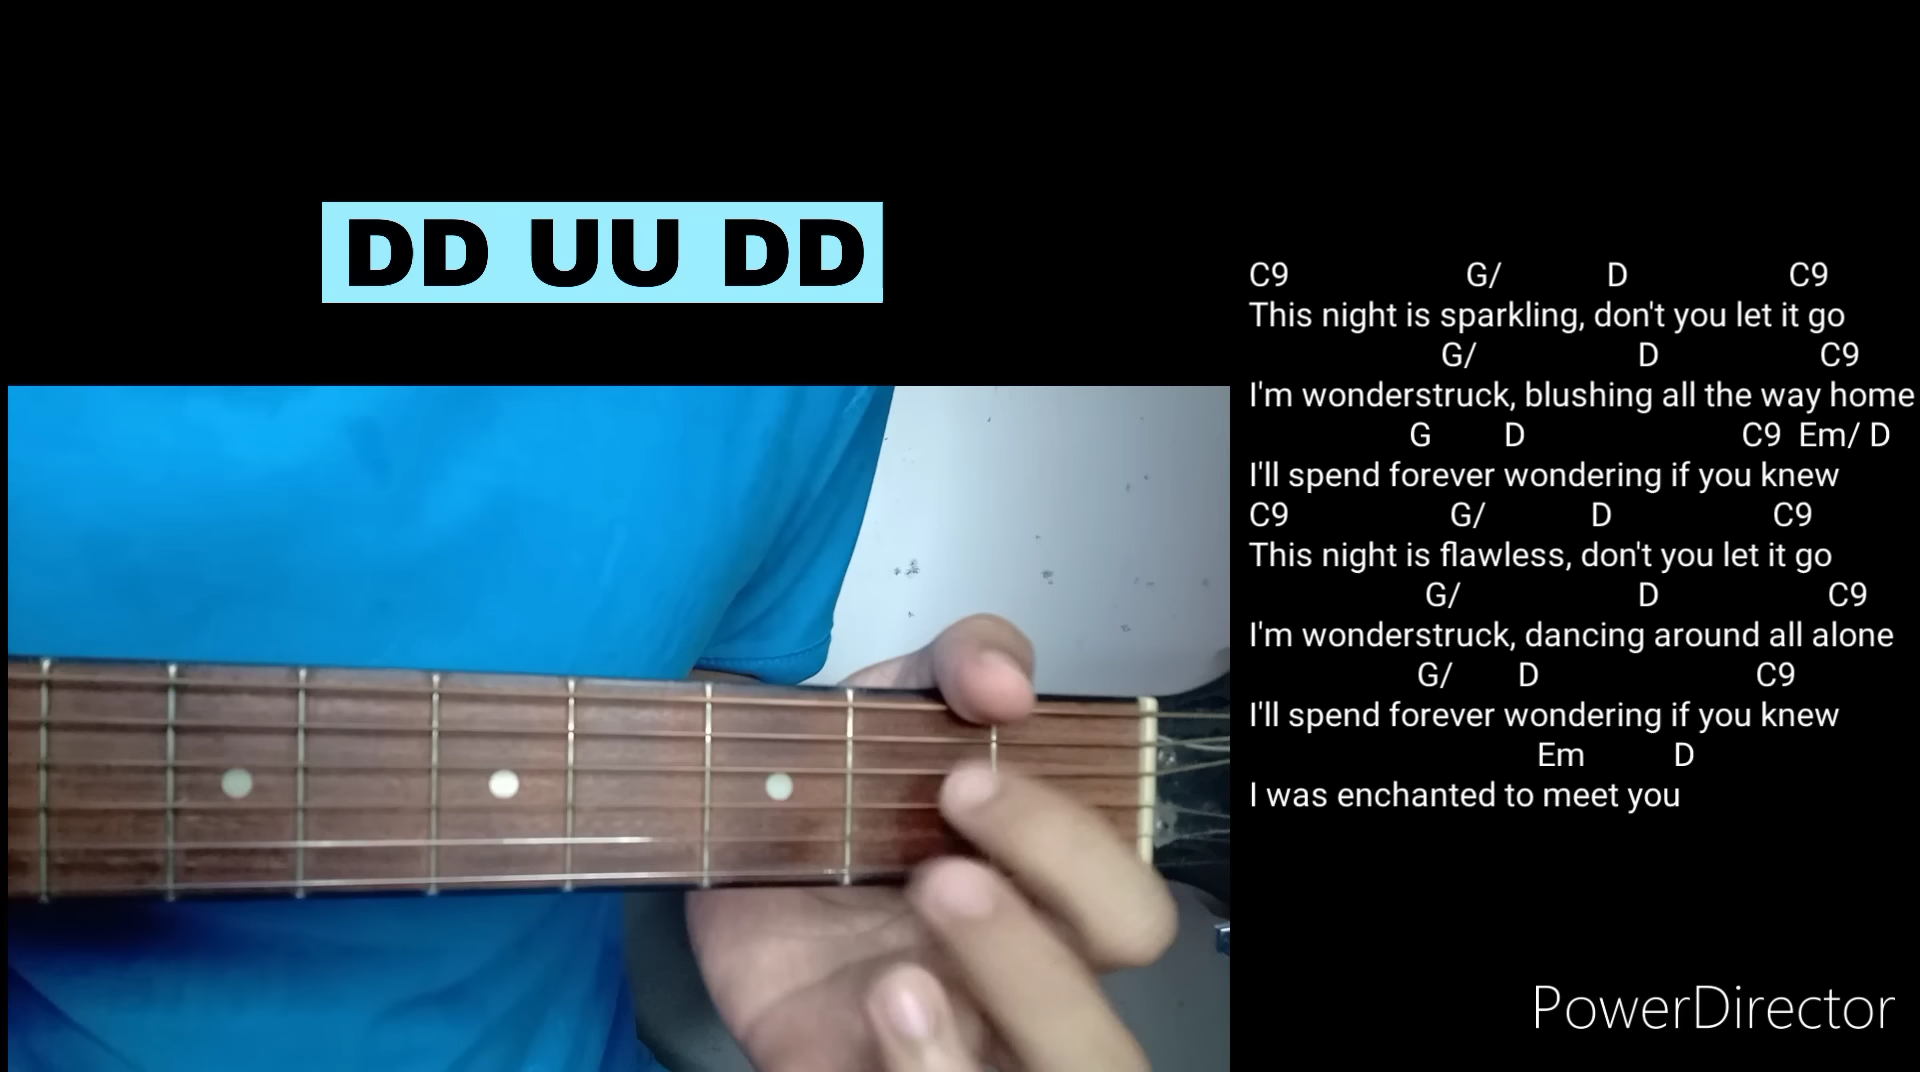 DD UU DD
C9 G/ D C9
This night is sparkling, don't you let it go
G/ D C9
I'm wonderstruck, blushing all the way home
G D C9 Em/ D
I'll spend forever wondering if you knew
C9 G/ D C9
This night is flawless, don't you let it go
G/ D C9
I'm wonderstruck, dancing around all alone
G/ D C9
I'll spend forever wondering if you knew
Em D
I was enchanted to meet you
PowerDirector